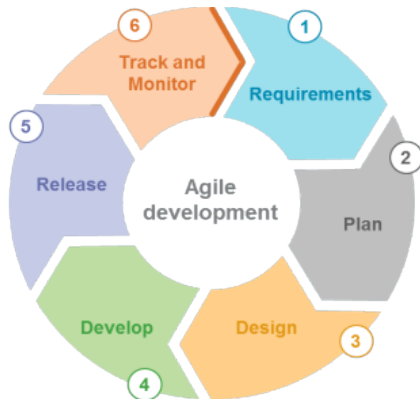 Agile
development
1
Requirements
2
Plan
3
Design
4
Develop
5
Release
6
Track and
Monitor